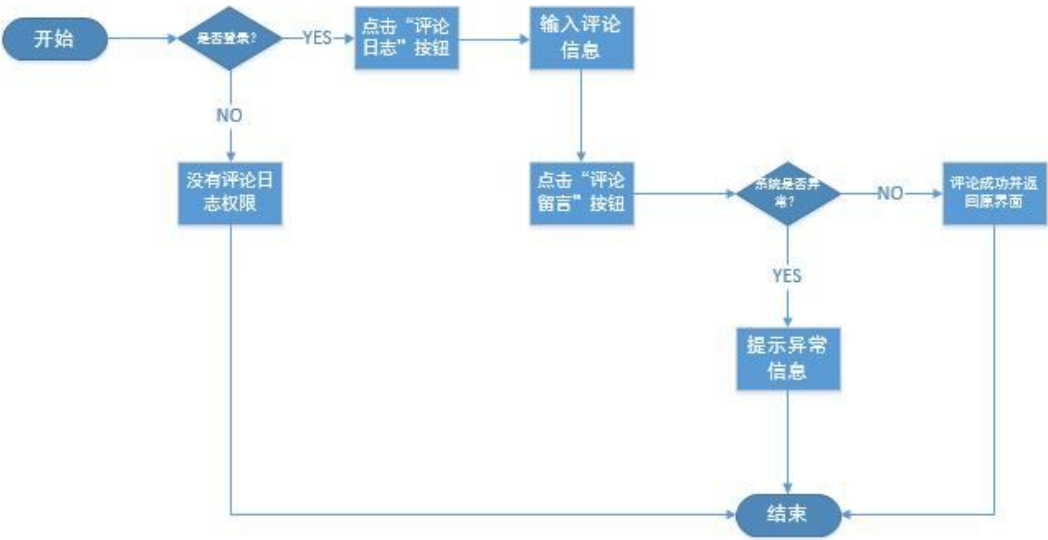 开始
是否登录？
YES
点击“评论
日志”按钮
输入评论
信息
NO
没有评论日
志权限
点击“评论
留言”按钮
系统是否异
常？
NO
评论成功并返
回原界面
YES
提示异常
信息
结束